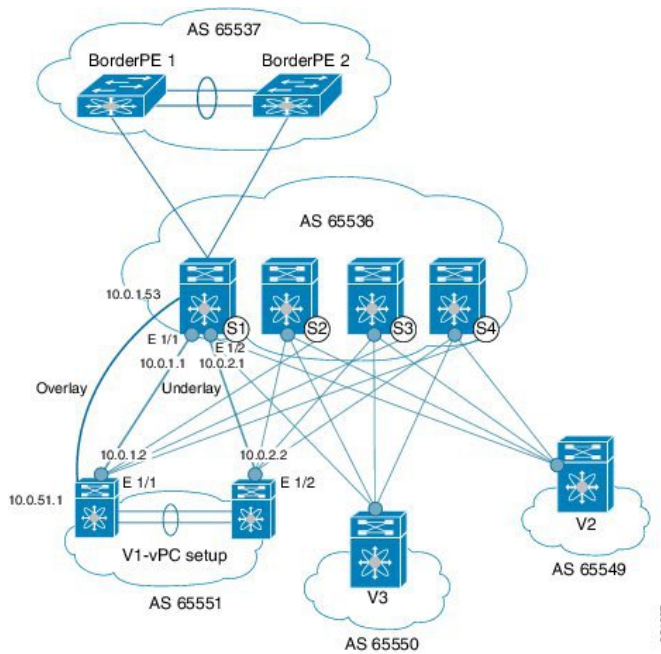 AS 65537
BorderPE 1
BorderPE 2
AS 65536
10.0.1.53
S1
S2
S3
S4
E 1/1
E 1/2
10.0.1.1
10.0.2.1
Overlay
Underlay
10.0.1.2
10.0.2.2
E 1/1
E 1/2
10.0.51.1
V1-vPC setup
AS 65551
V3
AS 65550
V2
AS 65549